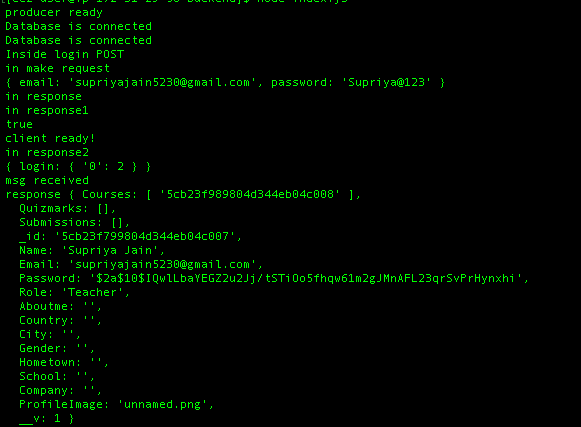 producer ready
Database is connected
Database is connected
Inside login POST
in make request
{ email: 'supriyajain5230@gmail.com', password: 'Supriya@123' }
in response
in response1
true
client ready!
in response2
{ login: { '0': 2 } }
msg received
response { Courses: [ '5cb23f989804d344eb04c008' ],
Quizmarks: [],
Submissions: [],
_id: '5cb23f799804d344eb04c007',
Name: 'Supriya Jain',
Email: 'supriyajain5230@gmail.com',
Password: '$2a$10$IQwlLbaYEGZ2u2Jj/tSTiOo5fhqw61m2gJMnAFL23qrSvPrHynxhi',
Role: 'Teacher',
Aboutme: '',
Country: '',
City: '',
Gender: '',
Hometown: '',
School: '',
Company: '',
ProfileImage: 'unnamed.png',
__v: 1 }